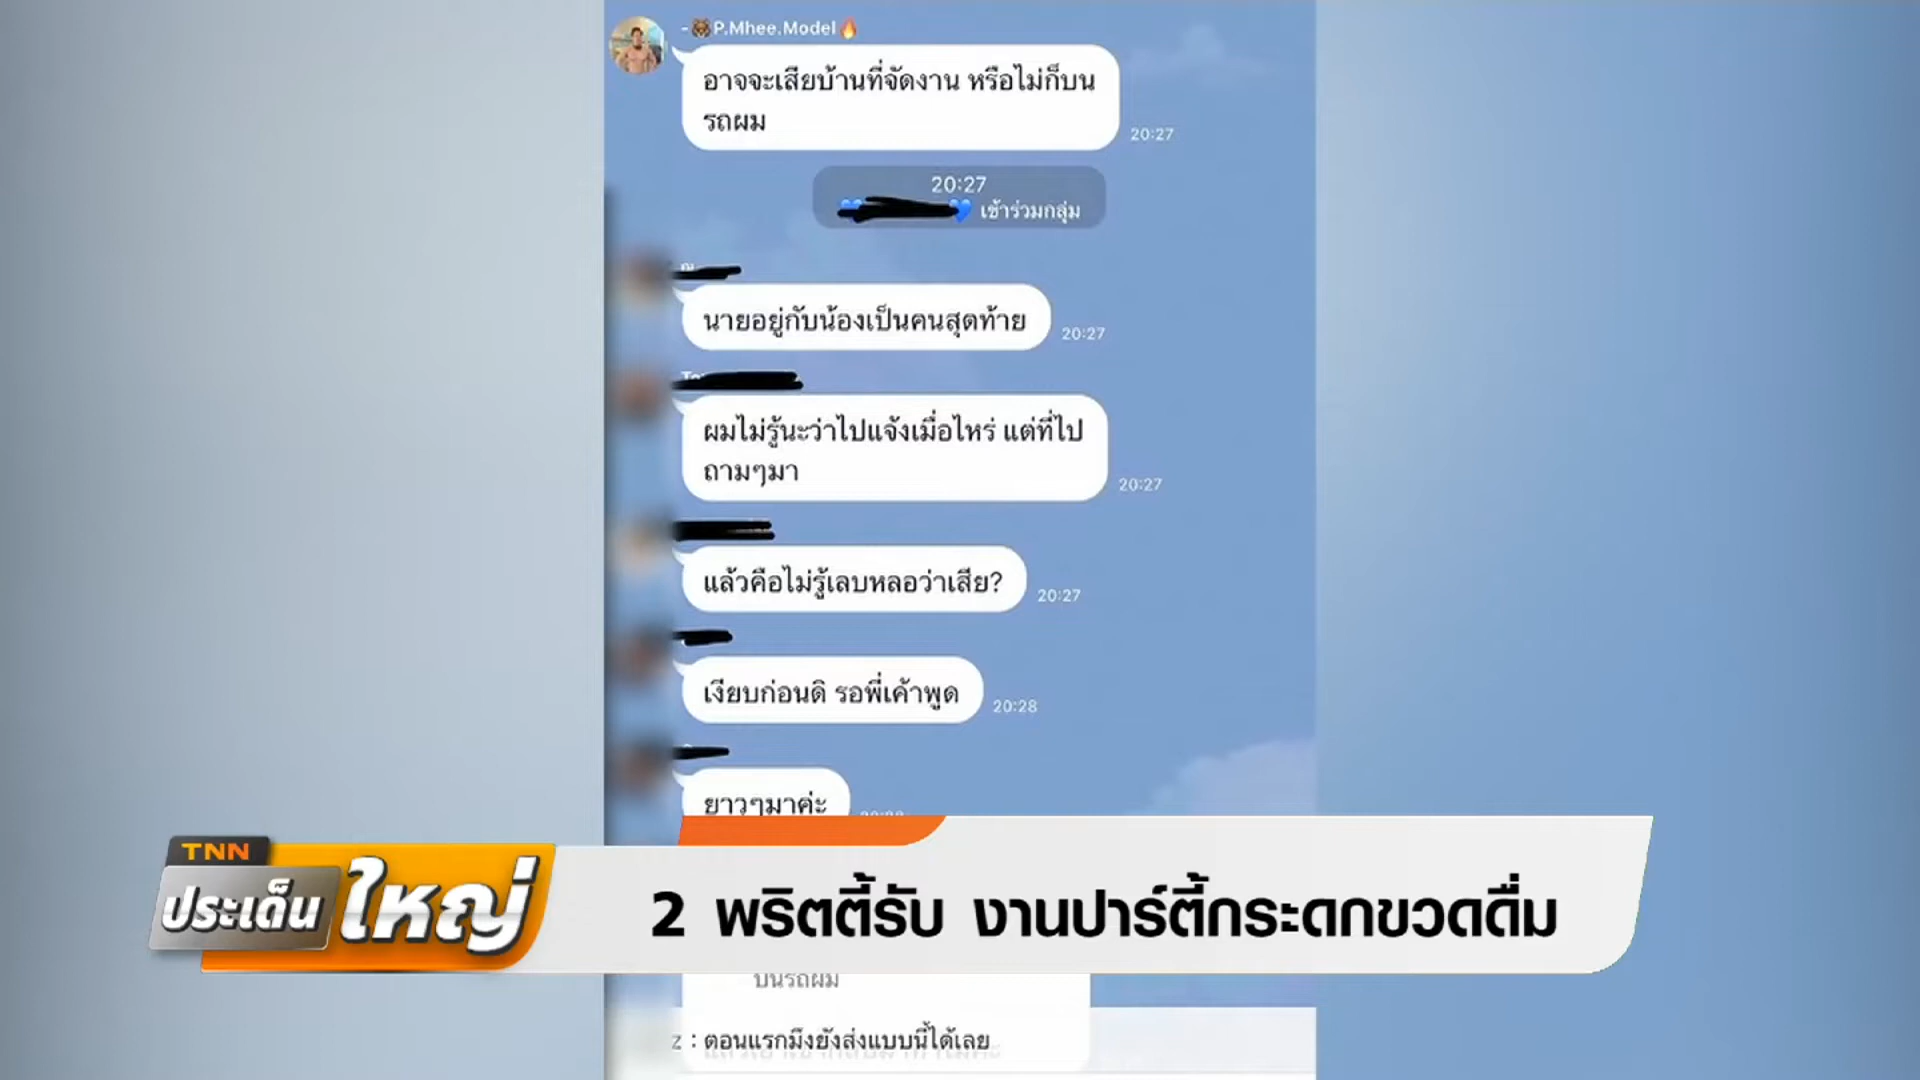 -🐻P.Mhee.Model🔥
อาจจะเสียบ้านที่จัดงาน หรือไม่ก็บน
รถผม
20:27
20:27
💙 💙 เข้าร่วมกลุ่ม
นายอยู่กับน้องเป็นคนสุดท้าย
20:27
ผมไม่รู้นะว่าไปแจ้งเมื่อไหร่ แต่ที่ไป
ถามๆมา
20:27
แล้วคือไม่รู้เลบหลอว่าเสีย?
20:27
เงียบก่อนดิ รอพี่เค้าพูด
20:28
ยาวๆมาค่ะ
TNN
ประเด็น
ใหญ่
2 พริตตี้รับ งานปาร์ตี้กระดกขวดดื่ม
บนรถผม
z : ตอนแรกมึงยังส่งแบบนี้ได้เลย